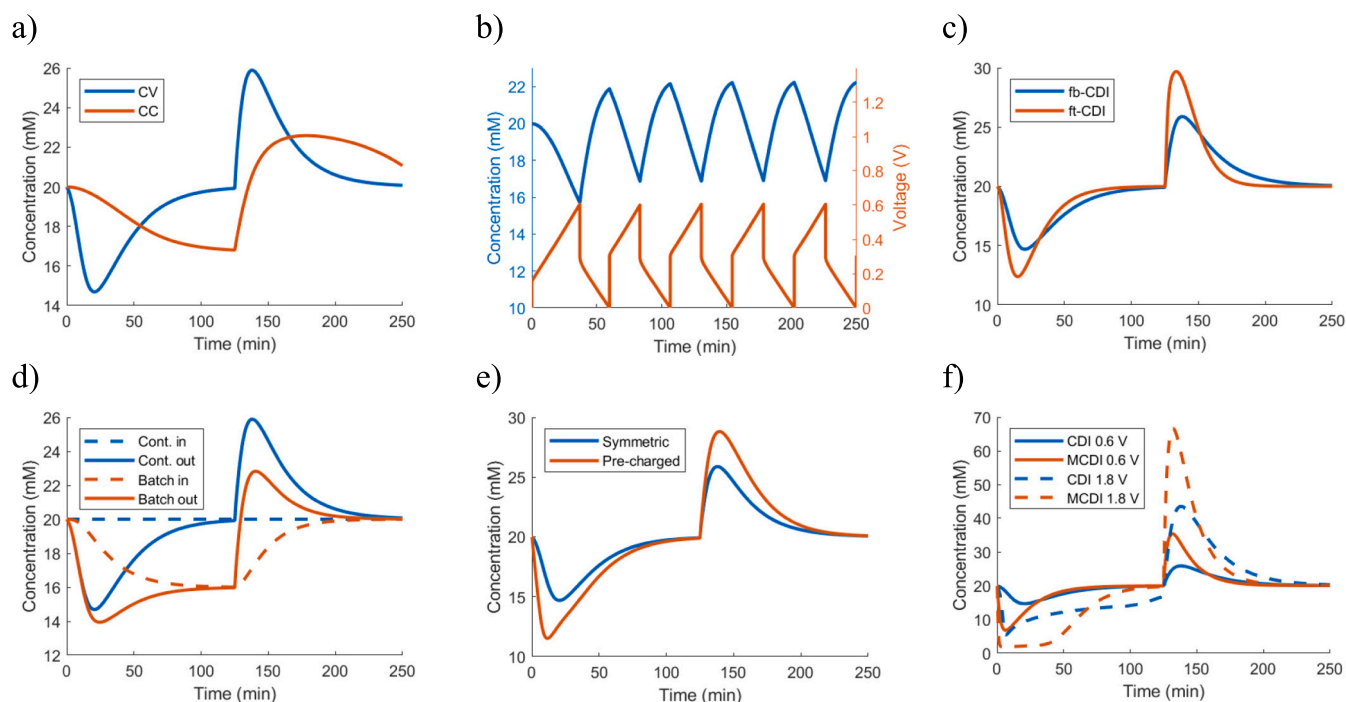 a)
26
24
22
20
18
16
14
Concentration (mM)
CV
CC
0 50 100 150 200 250
Time (min)
b)
22
20
18
16
14
12
10
Concentration (mM)
1.2
1
0.8
0.6
0.4
0.2
0
Voltage (V)
0 50 100 150 200 250
Time (min)
c)
30
25
20
15
10
Concentration (mM)
fb-CDI
ft-CDI
0 50 100 150 200 250
Time (min)
d)
26
24
22
20
18
16
14
12
Concentration (mM)
Cont. in
Cont. out
Batch in
Batch out
0 50 100 150 200 250
Time (min)
e)
30
25
20
15
10
Concentration (mM)
Symmetric
Pre-charged
0 50 100 150 200 250
Time (min)
f)
70
60
50
40
30
20
10
0
Concentration (mM)
CDI 0.6 V
MCDI 0.6 V
CDI 1.8 V
MCDI 1.8 V
0 50 100 150 200 250
Time (min)